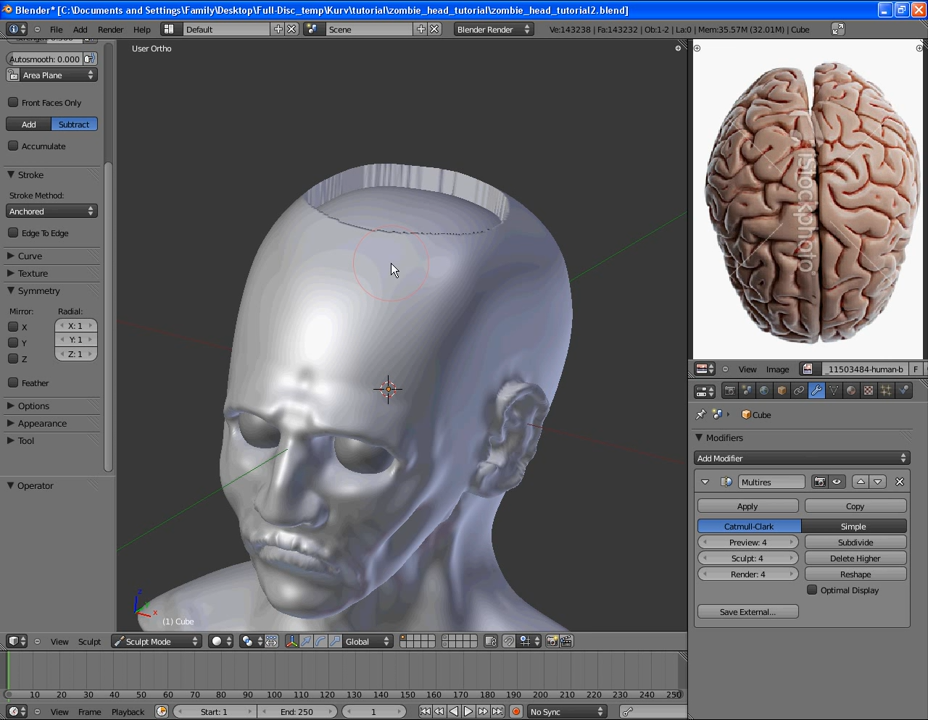 Blender* [C:\Documents and Settings\Family\Desktop\Full-Disc_temp\Kurv\tutorial\zombie_head_tutorial\zombie_head_tutorial2.blend]
File Add Render Help Default Scene Blender Render Ve:143238 | Fa:143232 | Ob:1-2 | La:0 | Mem:35.57M (32.01M) | Cube
User Ortho
Autosmooth: 0.000
Area Plane
Front Faces Only
Add Subtract
Accumulate
Stroke
Stroke Method:
Anchored
Edge To Edge
Curve
Texture
Symmetry
Mirror: Radial:
X X: 1
Y Y: 1
Z Z: 1
Feather
Options
Appearance
Tool
Operator
iStockphoto
View Image _11503484-human-b F
Cube
Modifiers
Add Modifier
Multires
Apply Copy
Catmull-Clark Simple
Preview: 4 Subdivide
Sculpt: 4 Delete Higher
Render: 4 Reshape
Optimal Display
Save External...
z
x
(1) Cube
View Sculpt Sculpt Mode Global
0 10 20 30 40 50 60 70 80 90 100 110 120 130 140 150 160 170 180 190 200 210 220 230 240 250
View Frame Playback Start: 1 End: 250 1 No Sync